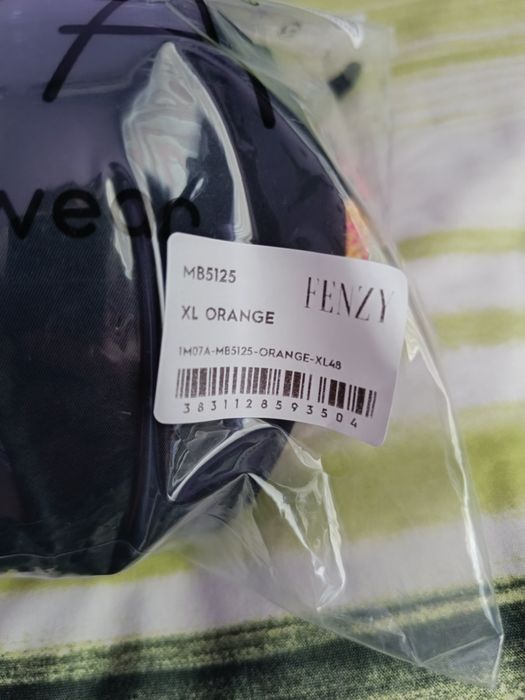 wear
MB5125
FENZY
XL ORANGE
1M07A-MB5125-ORANGE-XL48
3831128593504